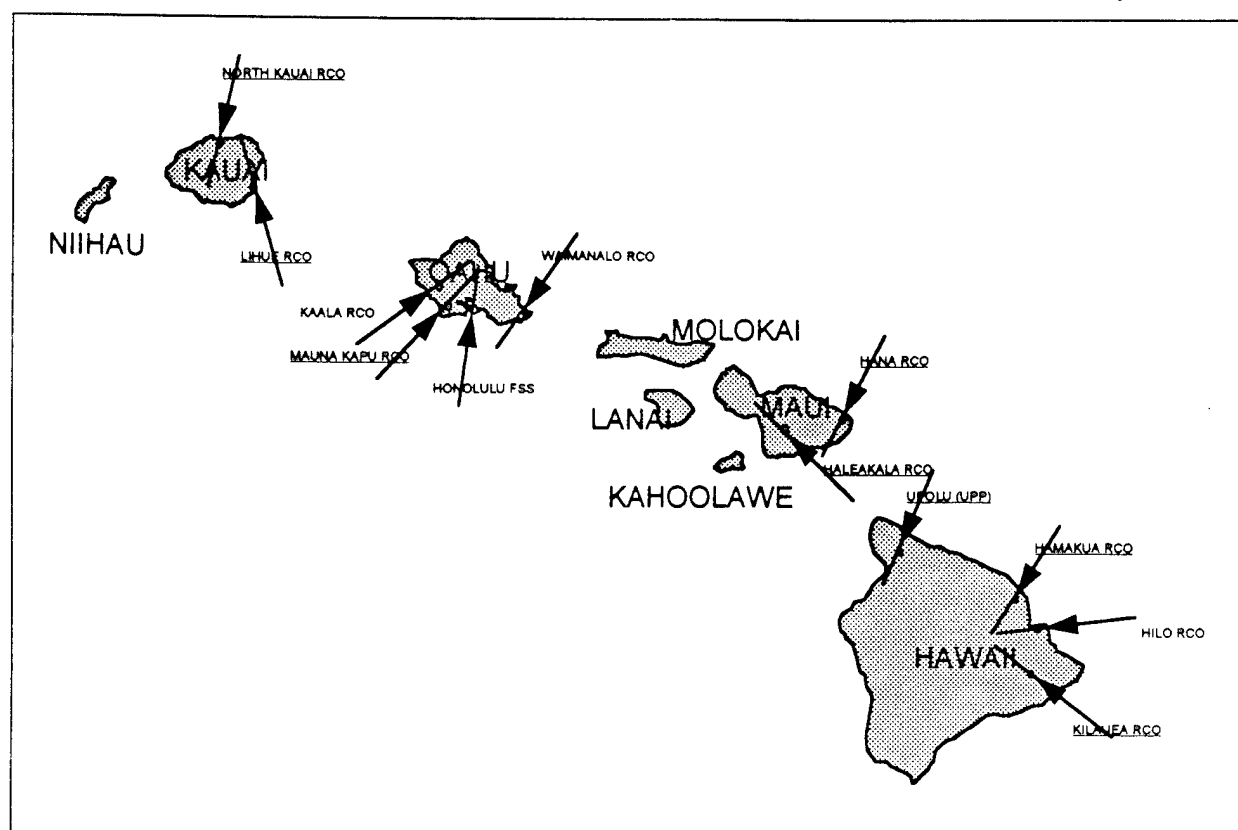 NORTH KAUAI RCO
KAUAI
NIIHAU
LIHUE RCO
OAHU
WAIMANALO RCO
KAALA RCO
MAUNA KAPU RCO
HONOLULU FSS
MOLOKAI
HANA RCO
LANAI
MAUI
HALEAKALA RCO
KAHOOLAWE
UPOLU (UPP)
HAMAKUA RCO
HILO RCO
HAWAII
KILAUEA RCO